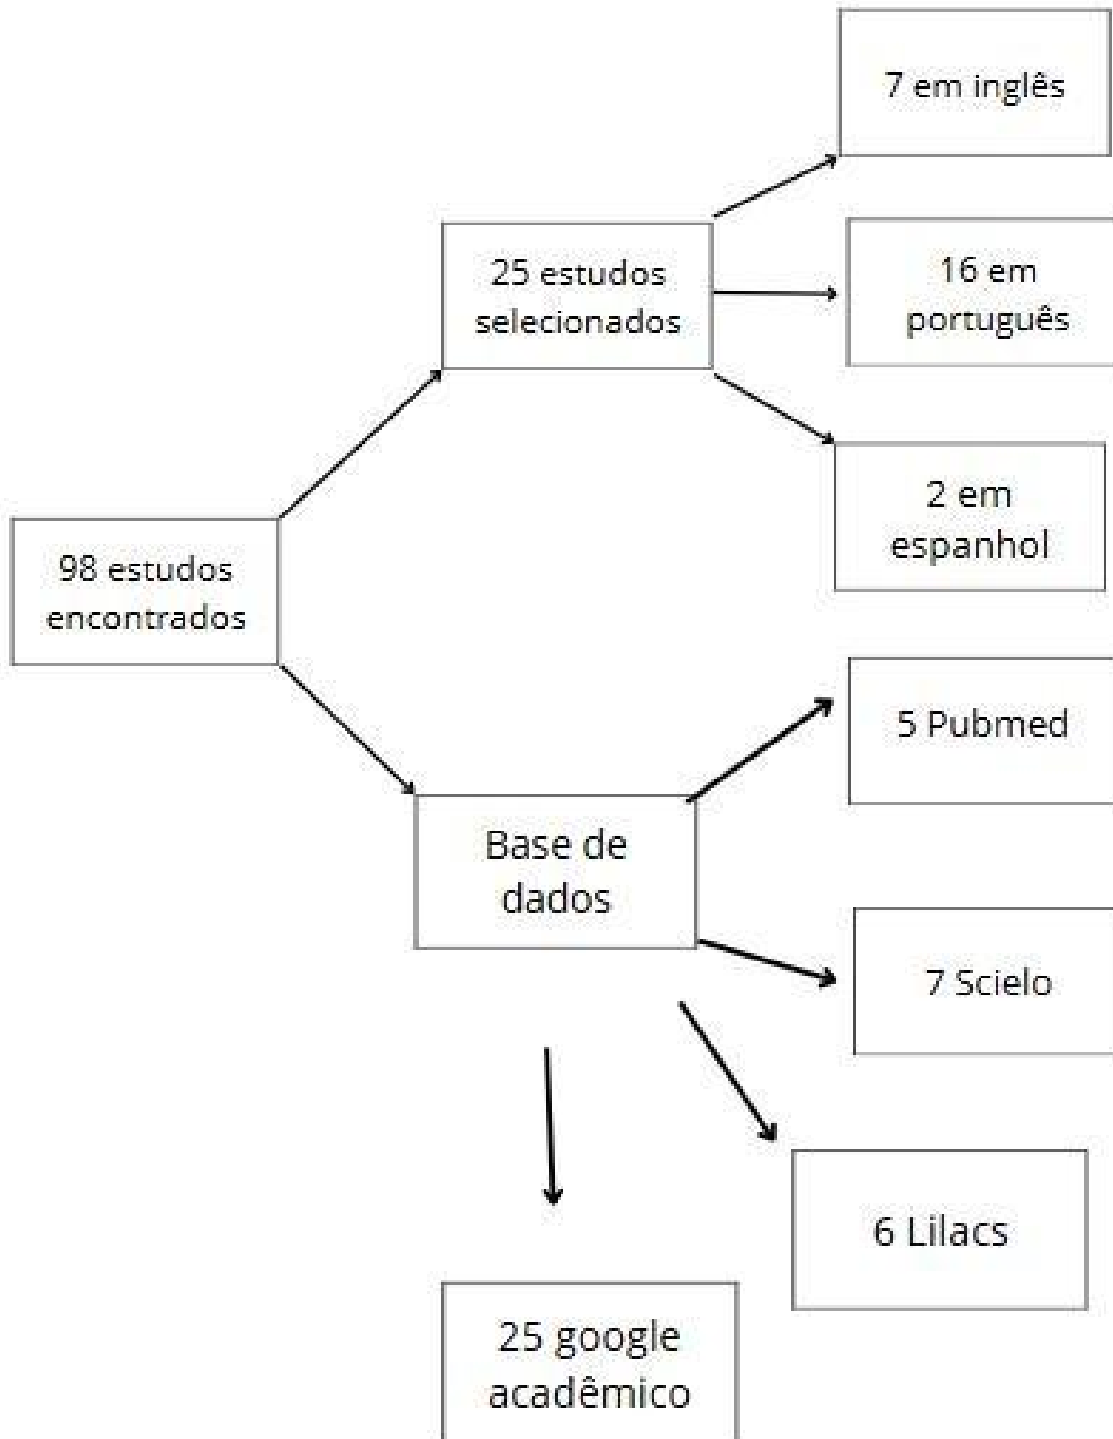 7 em inglês
25 estudos
selecionados
16 em
português
2 em
espanhol
98 estudos
encontrados
5 Pubmed
Base de
dados
7 Scielo
6 Lilacs
25 google
acadêmico